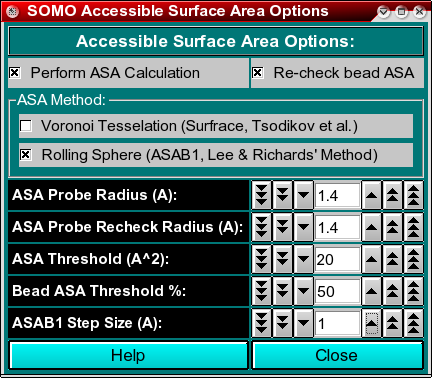 SOMO Accessible Surface Area Options
Accessible Surface Area Options:
Perform ASA Calculation
Re-check bead ASA
ASA Method:
Voronoi Tesselation (Surfrace, Tsodikov et al.)
Rolling Sphere (ASAB1, Lee & Richards' Method)
ASA Probe Radius (A): 1.4
ASA Probe Recheck Radius (A): 1.4
ASA Threshold (A^2): 20
Bead ASA Threshold %: 50
ASAB1 Step Size (A): 1
Help Close